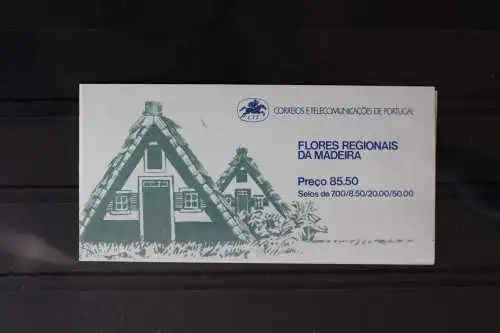 CTT
CORREIOS E TELECOMUNICAÇÕES DE PORTUGAL
FLORES REGIONAIS
DA MADEIRA
Preço 85.50
Selos de 7.00/8.50/20.00/50.00